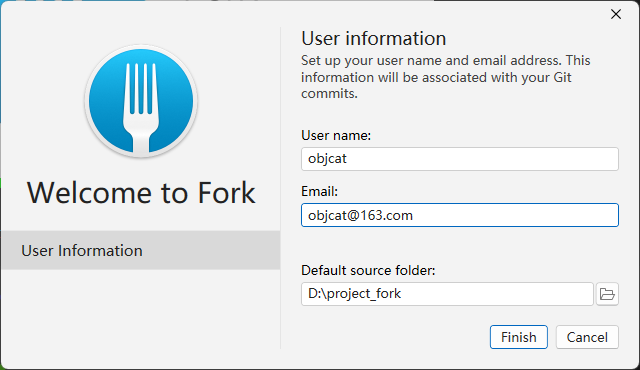 User information
Set up your user name and email address. This
information will be associated with your Git
commits.
User name:
objcat
Email:
objcat@163.com
Default source folder:
D:\project_fork
Finish
Cancel
Welcome to Fork
User Information